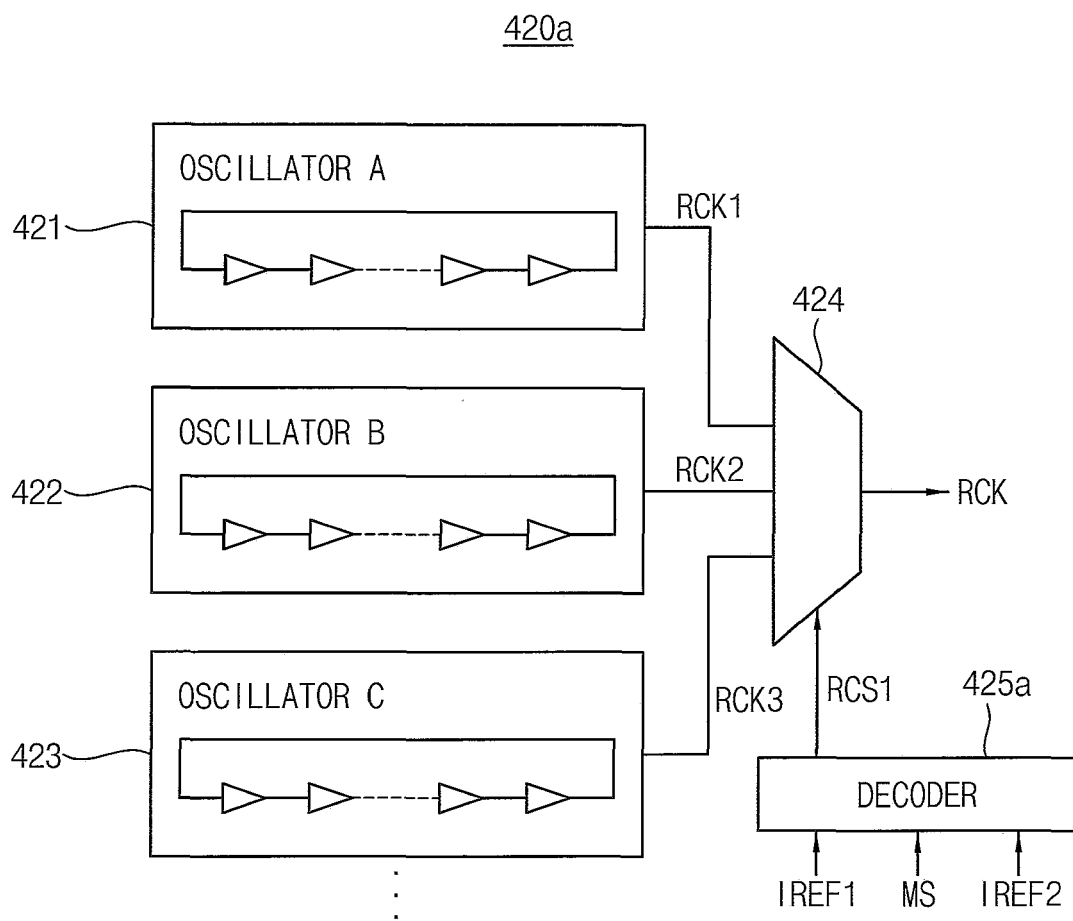 420a
OSCILLATOR A
421
RCK1
424
OSCILLATOR B
422
RCK2
RCK
OSCILLATOR C
423
RCK3
RCS1
425a
DECODER
IREF1
MS
IREF2